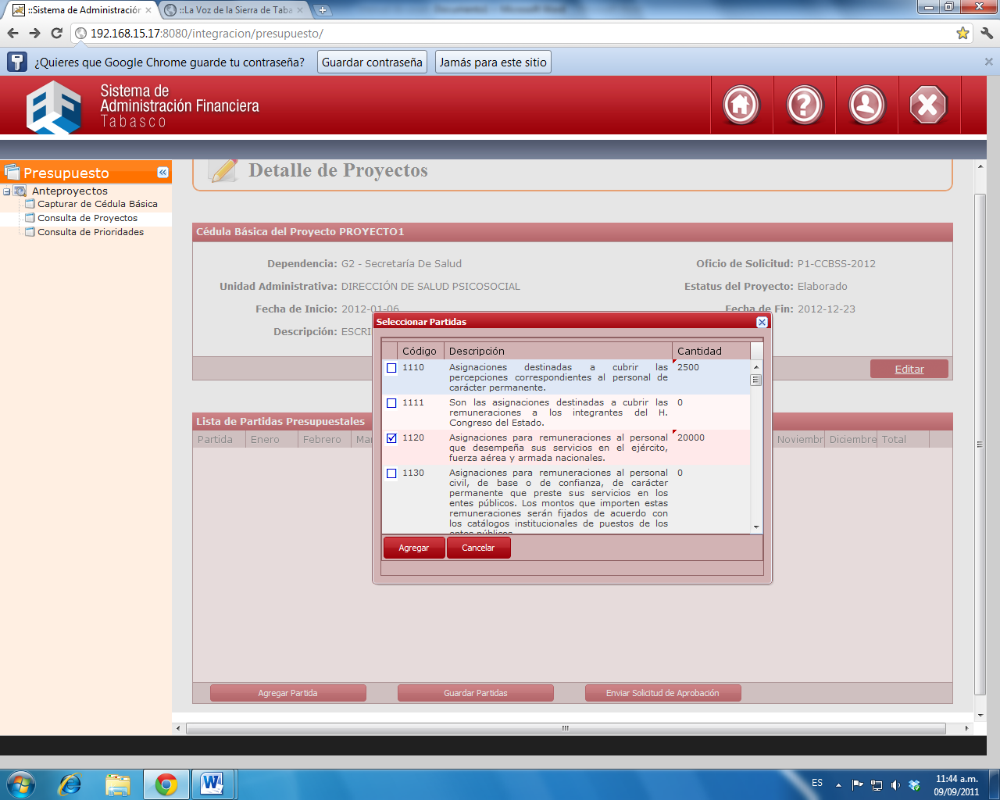 ::Sistema de Administración
::La Voz de la Sierra de Taba
192.168.15.17:8080/integracion/presupuesto/
¿Quieres que Google Chrome guarde tu contraseña?
Guardar contraseña
Jamás para este sitio
Sistema de
Administración Financiera
Tabasco
Presupuesto
Anteproyectos
Capturar de Cédula Básica
Consulta de Proyectos
Consulta de Prioridades
Detalle de Proyectos
Cédula Básica del Proyecto PROYECTO1
Dependencia: G2 - Secretaría De Salud
Oficio de Solicitud: P1-CCBSS-2012
Unidad Administrativa: DIRECCIÓN DE SALUD PSICOSOCIAL
Estatus del Proyecto: Elaborado
Fecha de Inicio: 2012-01-06
Fecha de Fin: 2012-12-23
Descripción: ESCRI
Editar
Seleccionar Partidas
Código Descripción Cantidad
1110 Asignaciones destinadas a cubrir las 2500
percepciones correspondientes al personal de
carácter permanente.
1111 Son las asignaciones destinadas a cubrir las 0
remuneraciones a los integrantes del H.
Congreso del Estado.
1120 Asignaciones para remuneraciones al personal 20000
que desempeña sus servicios en el ejército,
fuerza aérea y armada nacionales.
1130 Asignaciones para remuneraciones al personal 0
civil, de base o de confianza, de carácter
permanente que preste sus servicios en los
entes públicos. Los montos que importen estas
remuneraciones serán fijados de acuerdo con
los catálogos institucionales de puestos de los
entes públicos.
Agregar
Cancelar
Lista de Partidas Presupuestales
Partida Enero Febrero Mar Noviembr Diciembre Total
Agregar Partida
Guardar Partidas
Enviar Solicitud de Aprobación
ES
11:44 a.m.
09/09/2011